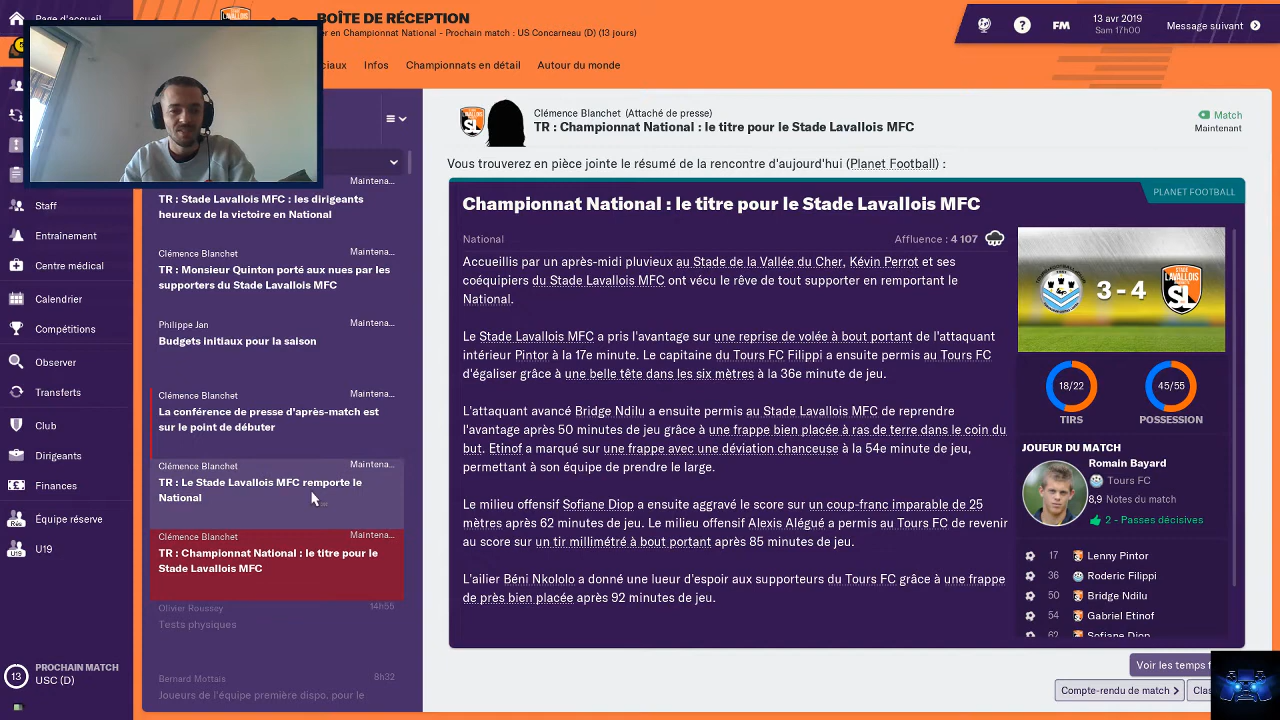 Page d'accueil
BOÎTE DE RÉCEPTION
er en Championnat National - Prochain match : US Concarneau (D) (13 jours)
ciaux
Infos
Championnats en détail
Autour du monde
FM
13 avr 2019
Sam 17h00
Message suivant
Staff
Entraînement
Centre médical
Calendrier
Compétitions
Observer
Transferts
Club
Dirigeants
Finances
Équipe réserve
U19
13
PROCHAIN MATCH
USC (D)
Maintena...
TR : Stade Lavallois MFC : les dirigeants
heureux de la victoire en National
Clémence Blanchet
Maintena...
TR : Monsieur Quinton porté aux nues par les
supporters du Stade Lavallois MFC
Philippe Jan
Maintena...
Budgets initiaux pour la saison
Clémence Blanchet
Maintena...
La conférence de presse d'après-match est
sur le point de débuter
Clémence Blanchet
Maintena...
TR : Le Stade Lavallois MFC remporte le
National
Clémence Blanchet
Maintena...
TR : Championnat National : le titre pour le
Stade Lavallois MFC
Olivier Roussey
14h55
Tests physiques
Bernard Mottais
8h32
Joueurs de l'équipe première dispo. pour le
Clémence Blanchet (Attaché de presse)
TR : Championnat National : le titre pour le Stade Lavallois MFC
Match
Maintenant
Vous trouverez en pièce jointe le résumé de la rencontre d'aujourd'hui (Planet Football) :
PLANET FOOTBALL
Championnat National : le titre pour le Stade Lavallois MFC
National
Affluence : 4 107
Accueillis par un après-midi pluvieux au Stade de la Vallée du Cher, Kévin Perrot et ses
coéquipiers du Stade Lavallois MFC ont vécu le rêve de tout supporter en remportant le
National.
Le Stade Lavallois MFC a pris l'avantage sur une reprise de volée à bout portant de l'attaquant
intérieur Pintor à la 17e minute. Le capitaine du Tours FC Filippi a ensuite permis au Tours FC
d'égaliser grâce à une belle tête dans les six mètres à la 36e minute de jeu.
L'attaquant avancé Bridge Ndilu a ensuite permis au Stade Lavallois MFC de reprendre
l'avantage après 50 minutes de jeu grâce à une frappe bien placée à ras de terre dans le coin du
but. Etinof a marqué sur une frappe avec une déviation chanceuse à la 54e minute de jeu,
permettant à son équipe de prendre le large.
Le milieu offensif Sofiane Diop a ensuite aggravé le score sur un coup-franc imparable de 25
mètres après 62 minutes de jeu. Le milieu offensif Alexis Alégué a permis au Tours FC de revenir
au score sur un tir millimétré à bout portant après 85 minutes de jeu.
L'ailier Béni Nkololo a donné une lueur d'espoir aux supporters du Tours FC grâce à une frappe
de près bien placée après 92 minutes de jeu.
3 - 4
18/22
TIRS
45/55
POSSESSION
JOUEUR DU MATCH
Romain Bayard
Tours FC
8,9 Notes du match
2 - Passes décisives
17 Lenny Pintor
36 Roderic Filippi
50 Bridge Ndilu
54 Gabriel Etinof
62 Sofiane Diop
Voir les temps f
Compte-rendu de match
Clas